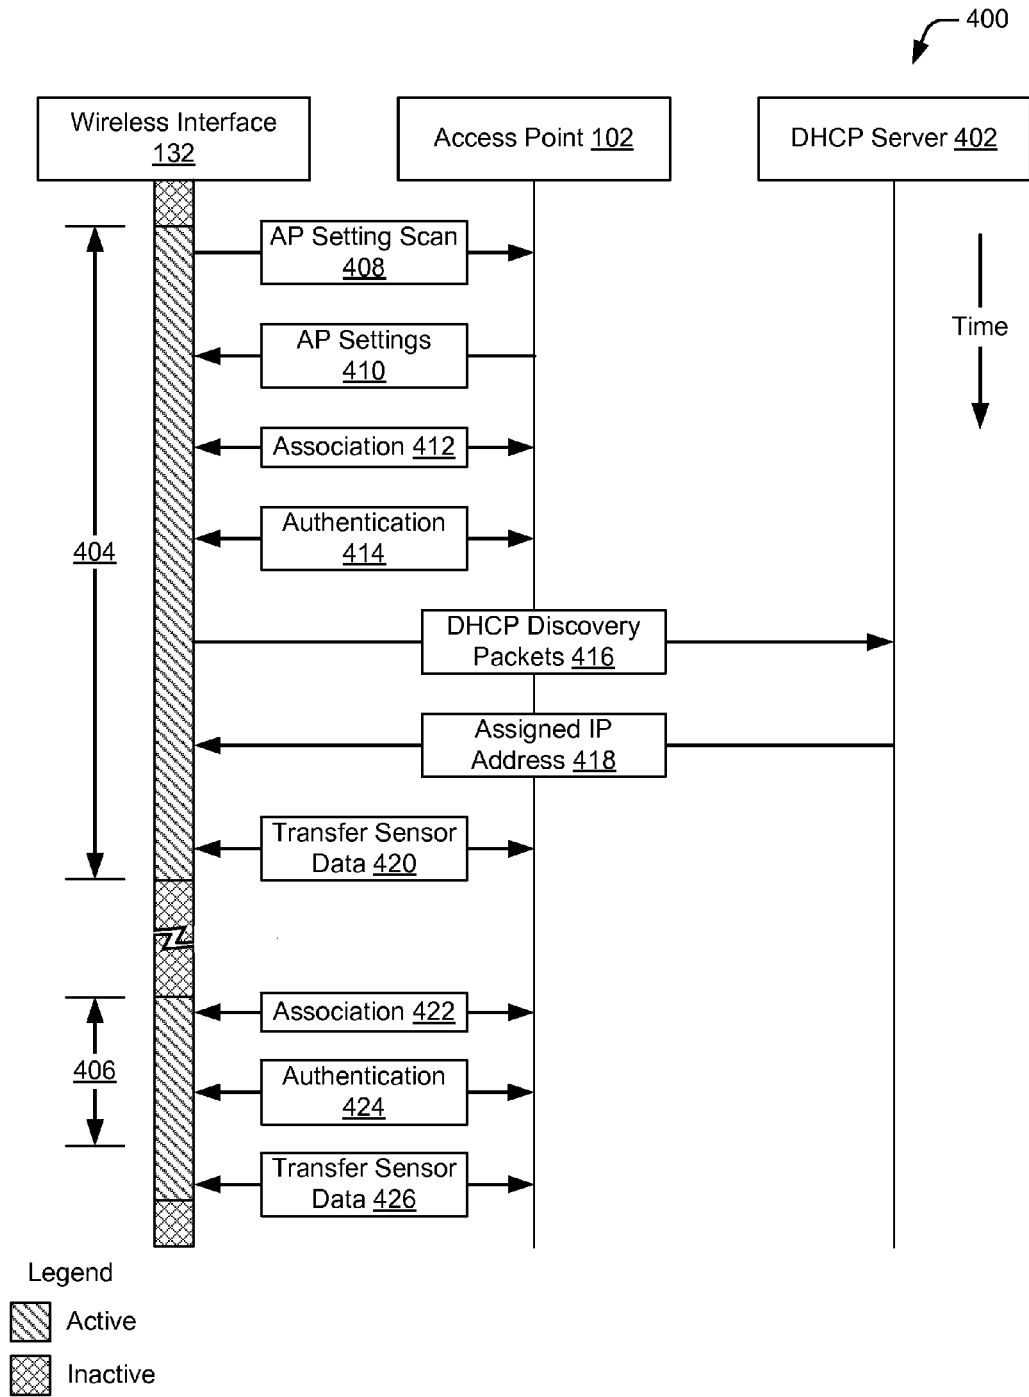 400
Wireless Interface
132
Access Point 102
DHCP Server 402
AP Setting Scan
408
Time
AP Settings
410
Association 412
Authentication
414
404
DHCP Discovery
Packets 416
Assigned IP
Address 418
Transfer Sensor
Data 420
Association 422
406
Authentication
424
Transfer Sensor
Data 426
Legend
Active
Inactive